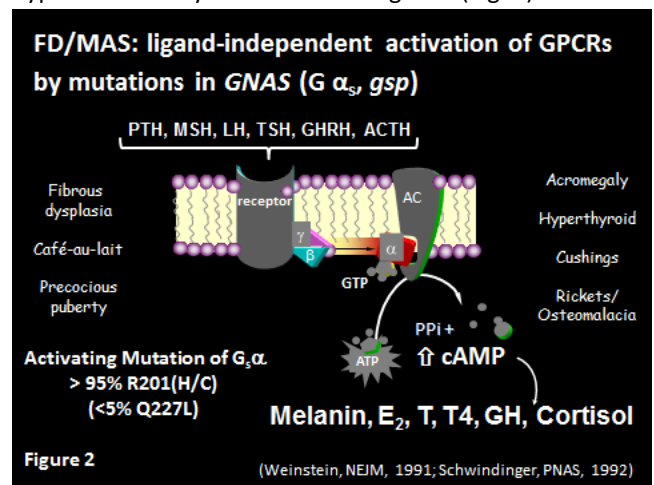 FD/MAS: ligand-independent activation of GPCRs
by mutations in GNAS (G αs, gsp)
PTH, MSH, LH, TSH, GHRH, ACTH
receptor
AC
γ
β
α
GTP
Fibrous
dysplasia
Café-au-lait
Precocious
puberty
Acromegaly
Hyperthyroid
Cushings
Rickets/
Osteomalacia
ATP
PPi +
⇧ cAMP
Activating Mutation of Gsα
> 95% R201(H/C)
(<5% Q227L)
Melanin, E2, T, T4, GH, Cortisol
Figure 2
(Weinstein, NEJM, 1991; Schwindinger, PNAS, 1992)